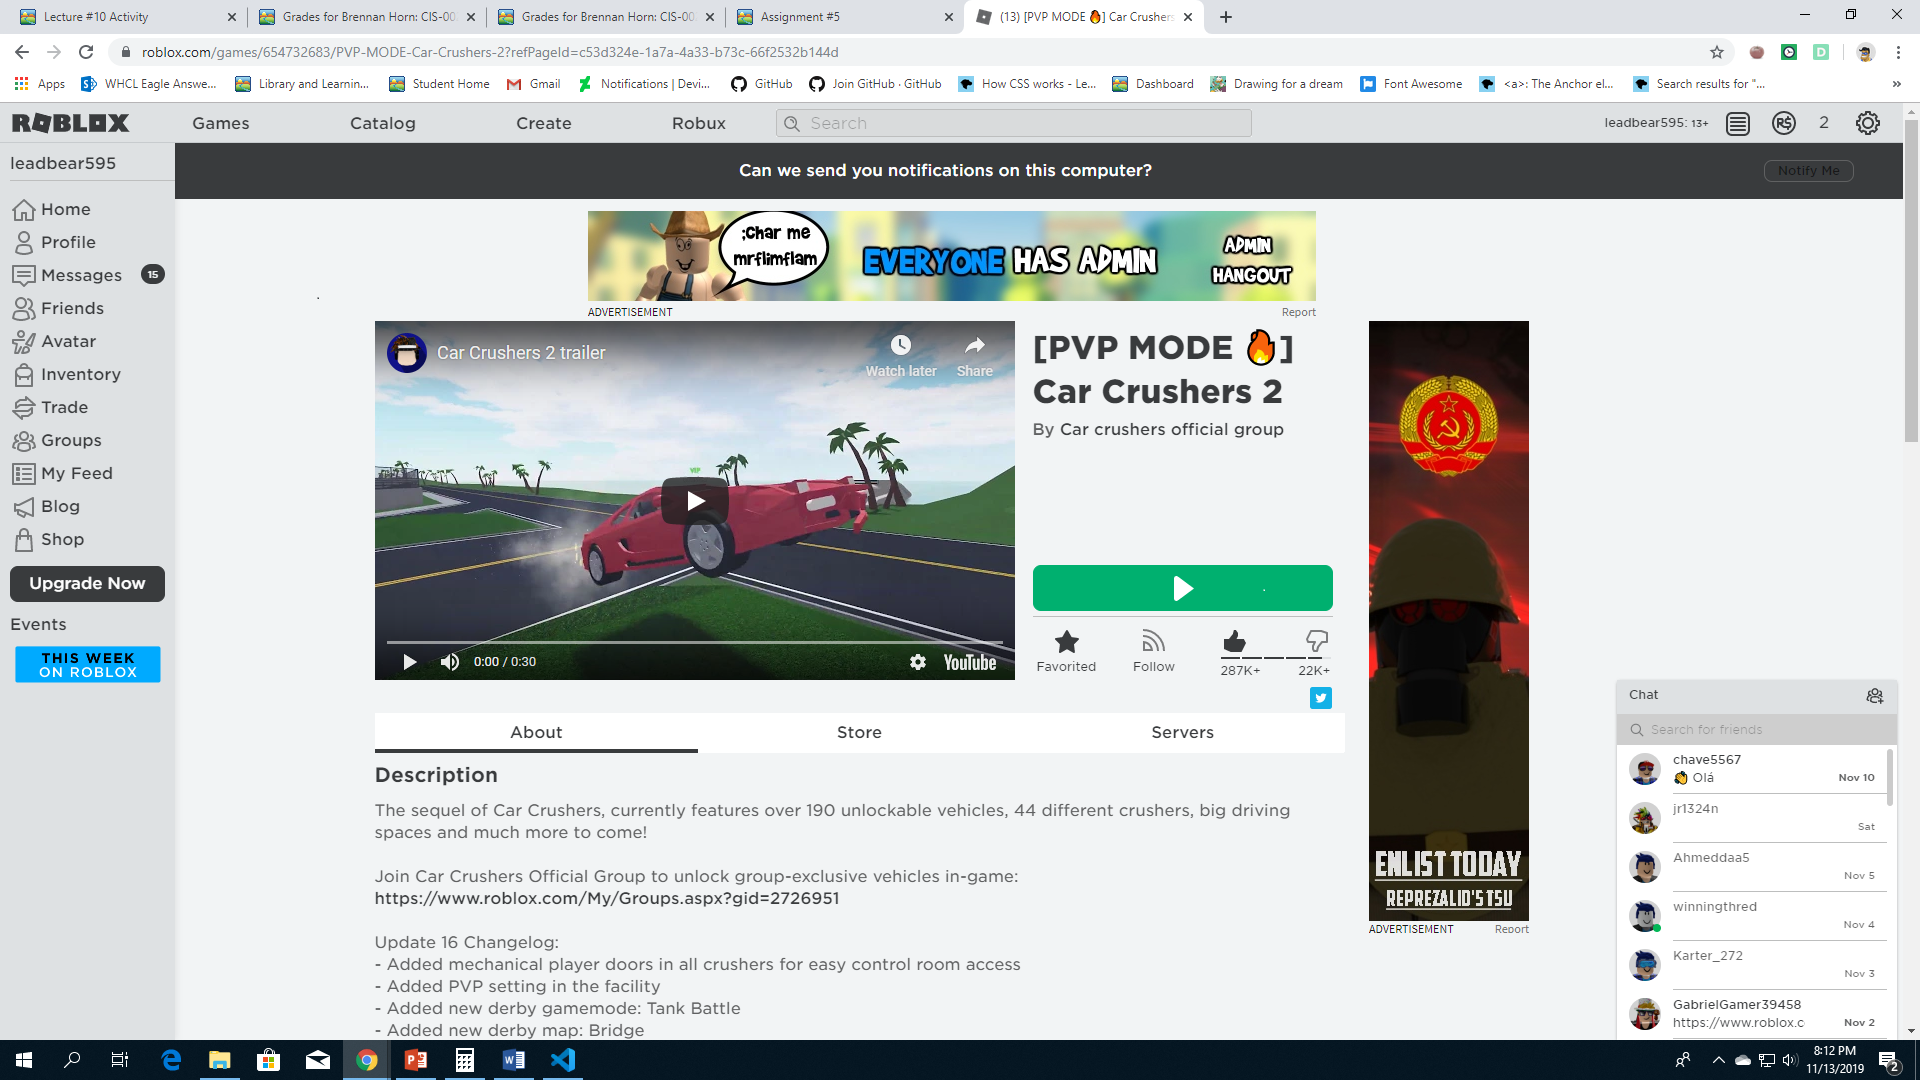 Lecture #10 Activity
Grades for Brennan Horn: CIS-00
Grades for Brennan Horn: CIS-00
Assignment #5
(13) [PVP MODE 🔥] Car Crushers
roblox.com/games/654732683/PVP-MODE-Car-Crushers-2?refPageId=c53d324e-1a7a-4a33-b73c-66f2532b144d
Apps
WHCL Eagle Answe...
Library and Learnin...
Student Home
Gmail
Notifications | Devi...
GitHub
Join GitHub · GitHub
How CSS works - Le...
Dashboard
Drawing for a dream
Font Awesome
<a>: The Anchor el...
Search results for "...
»
ROBLOX
Games
Catalog
Create
Robux
Search
leadbear595: 13+
R$
2
leadbear595
Can we send you notifications on this computer?
Notify Me
Home
Profile
Messages 15
Friends
Avatar
Inventory
Trade
Groups
My Feed
Blog
Shop
Upgrade Now
Events
THIS WEEK
ON ROBLOX
;char me
mrflimflam
EVERYONE HAS ADMIN
ADMIN
HANGOUT
ADVERTISEMENT
Report
Car Crushers 2 trailer
Watch later
Share
VIP
0:00 / 0:30
YouTube
[PVP MODE 🔥]
Car Crushers 2
By Car crushers official group
Favorited
Follow
287K+
22K+
About
Store
Servers
Description
The sequel of Car Crushers, currently features over 190 unlockable vehicles, 44 different crushers, big driving
spaces and much more to come!
Join Car Crushers Official Group to unlock group-exclusive vehicles in-game:
https://www.roblox.com/My/Groups.aspx?gid=2726951
Update 16 Changelog:
- Added mechanical player doors in all crushers for easy control room access
- Added PVP setting in the facility
- Added new derby gamemode: Tank Battle
- Added new derby map: Bridge
ENLIST TODAY
REPREZALID'S TSU
ADVERTISEMENT
Report
Chat
Search for friends
chave5567
👋 Olá
Nov 10
jr1324n
Sat
Ahmeddaa5
Nov 5
winningthred
Nov 4
Karter_272
Nov 3
GabrielGamer39458
https://www.roblox.c
Nov 2
8:12 PM
11/13/2019
2